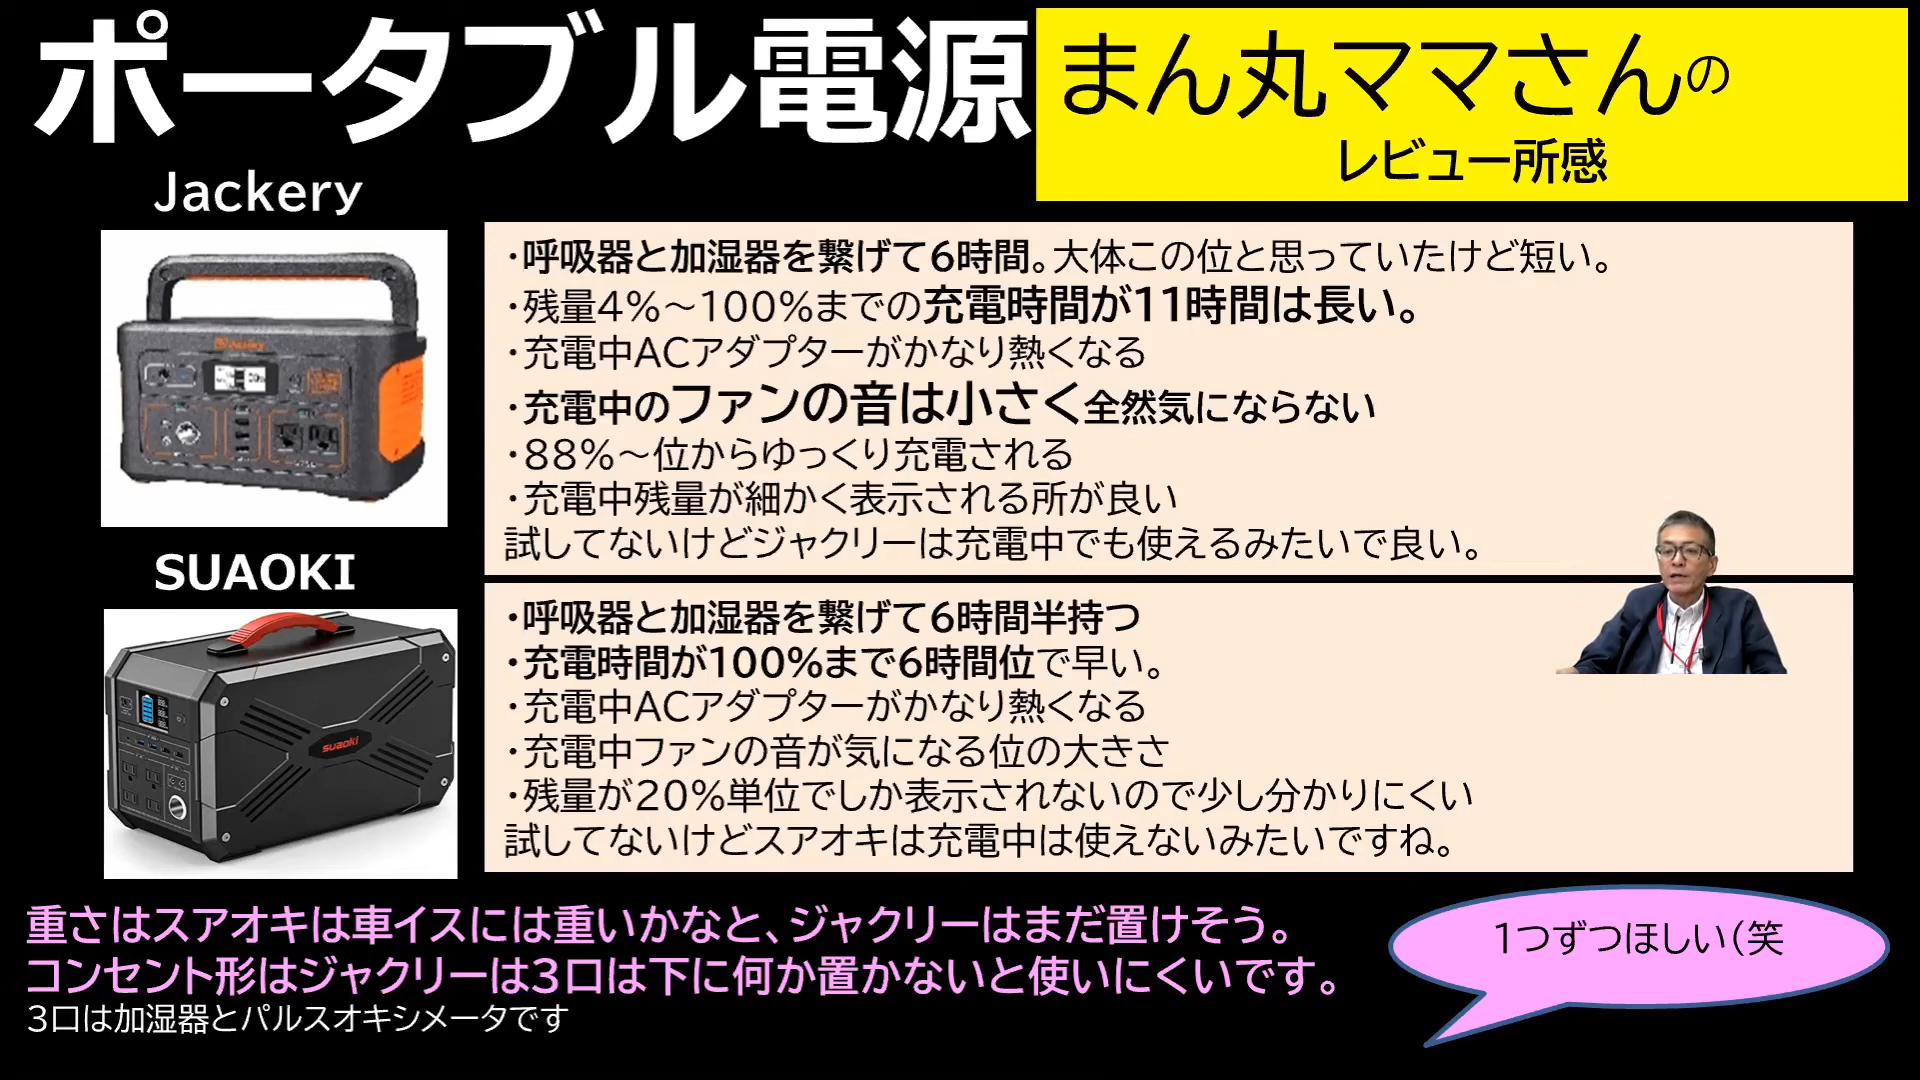 ポータブル電源
まん丸ママさんの
レビュー所感
Jackery
・呼吸器と加湿器を繋げて6時間。大体この位と思っていたけど短い。
・残量4%～100%までの充電時間が11時間は長い。
・充電中ACアダプターがかなり熱くなる
・充電中のファンの音は小さく全然気にならない
・88%～位からゆっくり充電される
・充電中残量が細かく表示される所が良い
試してないけどジャクリーは充電中でも使えるみたいで良い。
Jackery
SUAOKI
・呼吸器と加湿器を繋げて6時間半持つ
・充電時間が100%まで6時間位で早い。
・充電中ACアダプターがかなり熱くなる
・充電中ファンの音が気になる位の大きさ
・残量が20%単位でしか表示されないので少し分かりにくい
試してないけどスアオキは充電中は使えないみたいですね。
suaoki
重さはスアオキは車イスには重いかなと、ジャクリーはまだ置けそう。
コンセント形はジャクリーは3口は下に何か置かないと使いにくいです。
3口は加湿器とパルスオキシメータです
1つずつほしい(笑